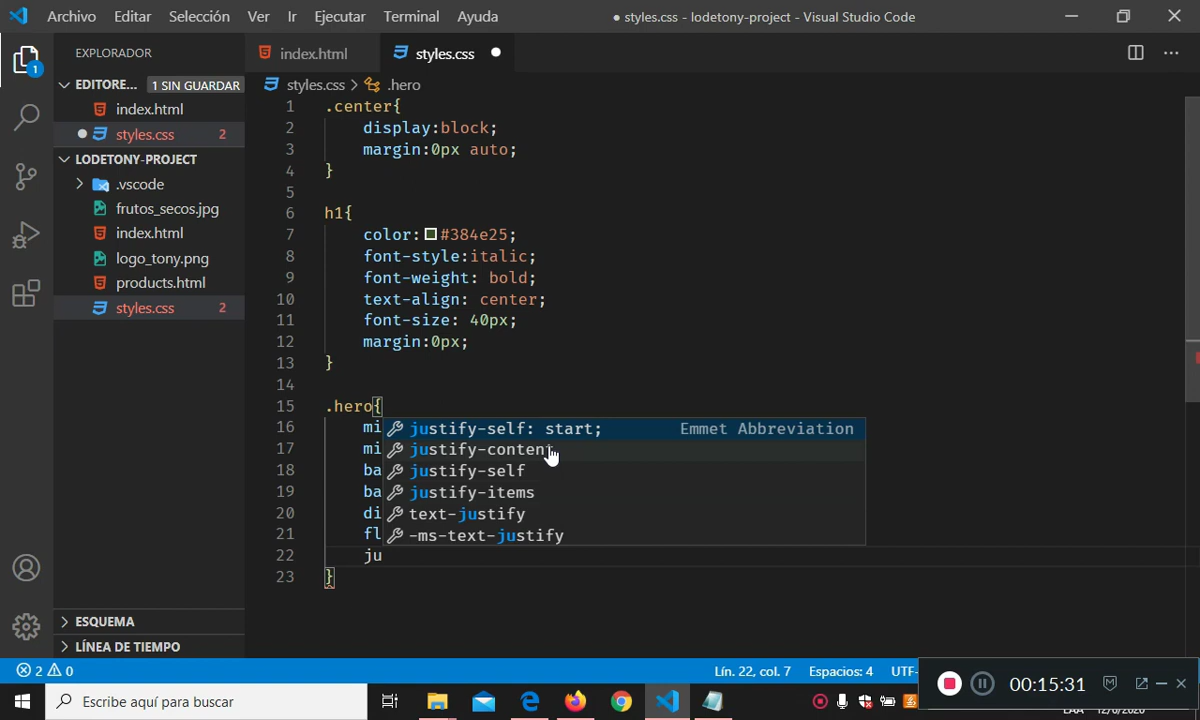 Archivo Editar Selección Ver Ir Ejecutar Terminal Ayuda
● styles.css - lodetony-project - Visual Studio Code
EXPLORADOR
index.html
styles.css
1
EDITORE... 1 SIN GUARDAR
index.html
styles.css 2
LODETONY-PROJECT
.vscode
frutos_secos.jpg
index.html
logo_tony.png
products.html
styles.css 2
ESQUEMA
LÍNEA DE TIEMPO
styles.css > .hero
1 .center{
2 display:block;
3 margin:0px auto;
4 }
5
6 h1{
7 color: #384e25;
8 font-style:italic;
9 font-weight: bold;
10 text-align: center;
11 font-size: 40px;
12 margin:0px;
13 }
14
15 .hero{
16 mi
17 mi
18 ba
19 ba
20 di
21 fl
22 ju
23 }
justify-self: start; Emmet Abbreviation
justify-content
justify-self
justify-items
text-justify
-ms-text-justify
2 0
Lín. 22, col. 7 Espacios: 4 UTF-
Escribe aquí para buscar
00:15:31